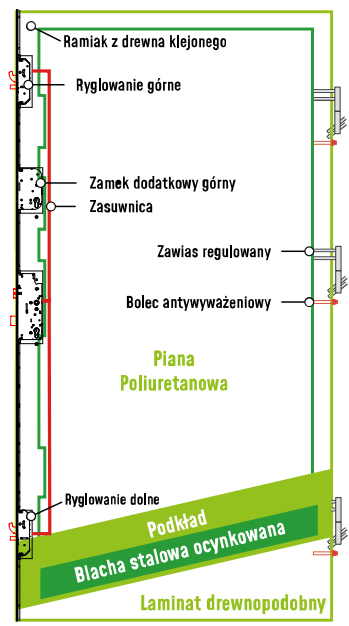 Ramiak z drewna klejonego
Ryglowanie górne
Zamek dodatkowy górny
Zasuwnica
Zawias regulowany
Bolec antywyważeniowy
Piana
Poliuretanowa
Ryglowanie dolne
Podkład
Blacha stalowa ocynkowana
Laminat drewnopodobny